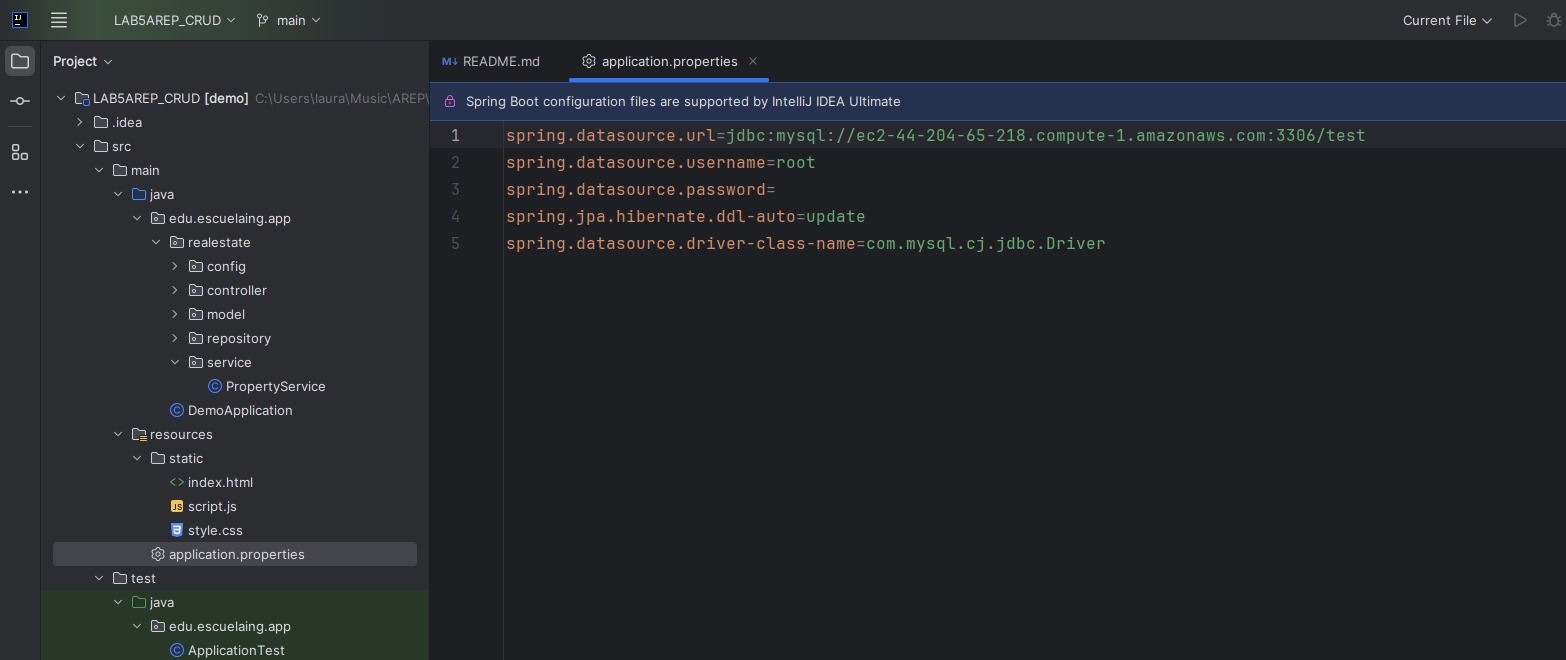 LAB5AREP_CRUD
main
Current File
Project
README.md
application.properties
LAB5AREP_CRUD [demo] C:\Users\laura\Music\AREP\
.idea
src
main
java
edu.escuelaing.app
realestate
config
controller
model
repository
service
PropertyService
DemoApplication
resources
static
index.html
script.js
style.css
application.properties
test
java
edu.escuelaing.app
ApplicationTest
Spring Boot configuration files are supported by IntelliJ IDEA Ultimate
1 spring.datasource.url=jdbc:mysql://ec2-44-204-65-218.compute-1.amazonaws.com:3306/test
2 spring.datasource.username=root
3 spring.datasource.password=
4 spring.jpa.hibernate.ddl-auto=update
5 spring.datasource.driver-class-name=com.mysql.cj.jdbc.Driver